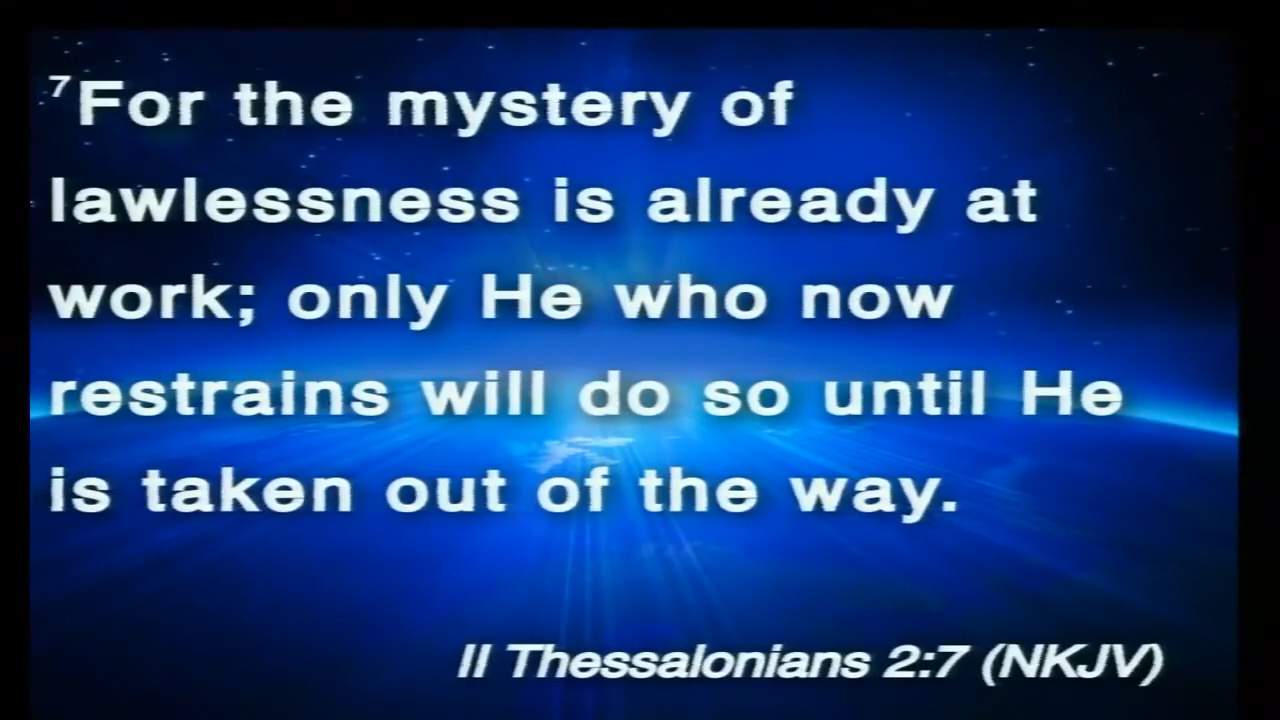 ⁷For the mystery of
lawlessness is already at
work; only He who now
restrains will do so until He
is taken out of the way.
II Thessalonians 2:7 (NKJV)